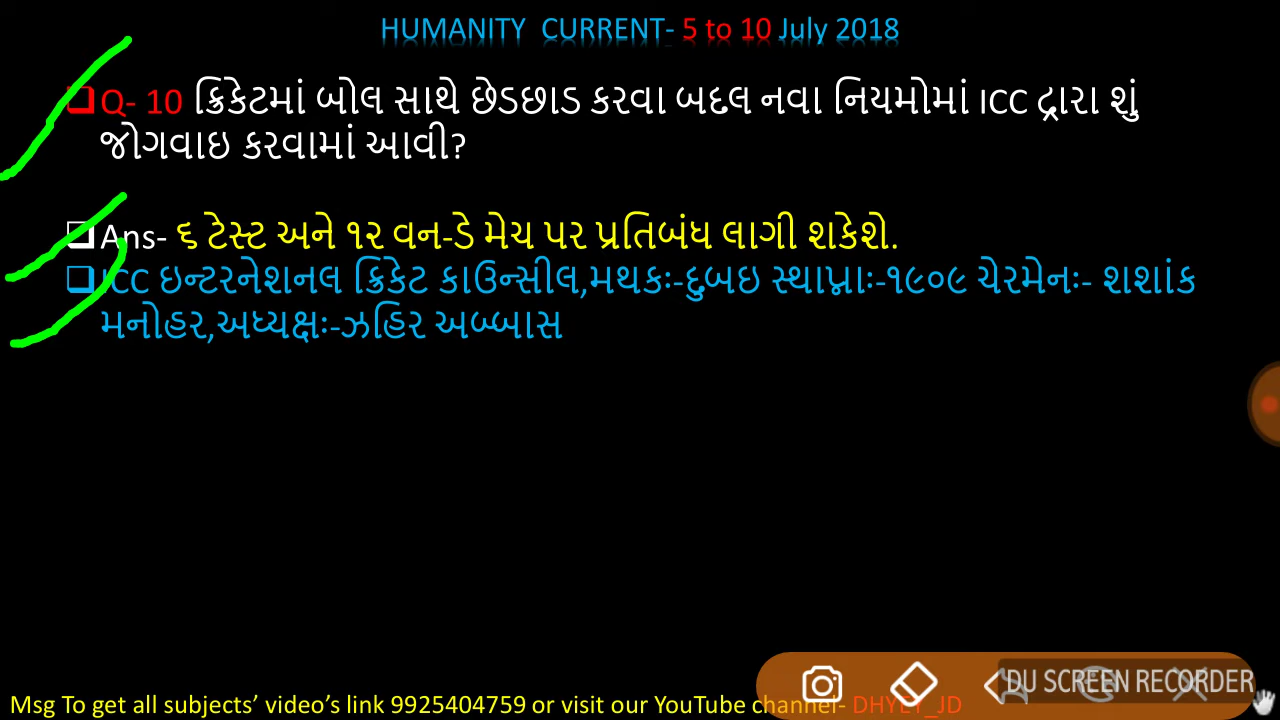 HUMANITY CURRENT- 5 to 10 July 2018
Q- 10 ક્રિકેટમાં બોલ સાથે છેડછાડ કરવા બદલ નવા નિયમોમાં ICC દ્વારા શું
જોગવાઇ કરવામાં આવી?
Ans- ૬ ટેસ્ટ અને ૧૨ વન-ડે મેચ પર પ્રતિબંધ લાગી શકેશે.
ICC ઇન્ટરનેશનલ ક્રિકેટ કાઉન્સીલ,મથકઃ-દુબઇ સ્થાપ્નાઃ-૧૯૦૯ ચેરમેનઃ- શશાંક
મનોહર,અધ્યક્ષઃ-ઝહિર અબ્બાસ
DU SCREEN RECORDER
Msg To get all subjects’ video’s link 9925404759 or visit our YouTube channel- DHYEY_JD